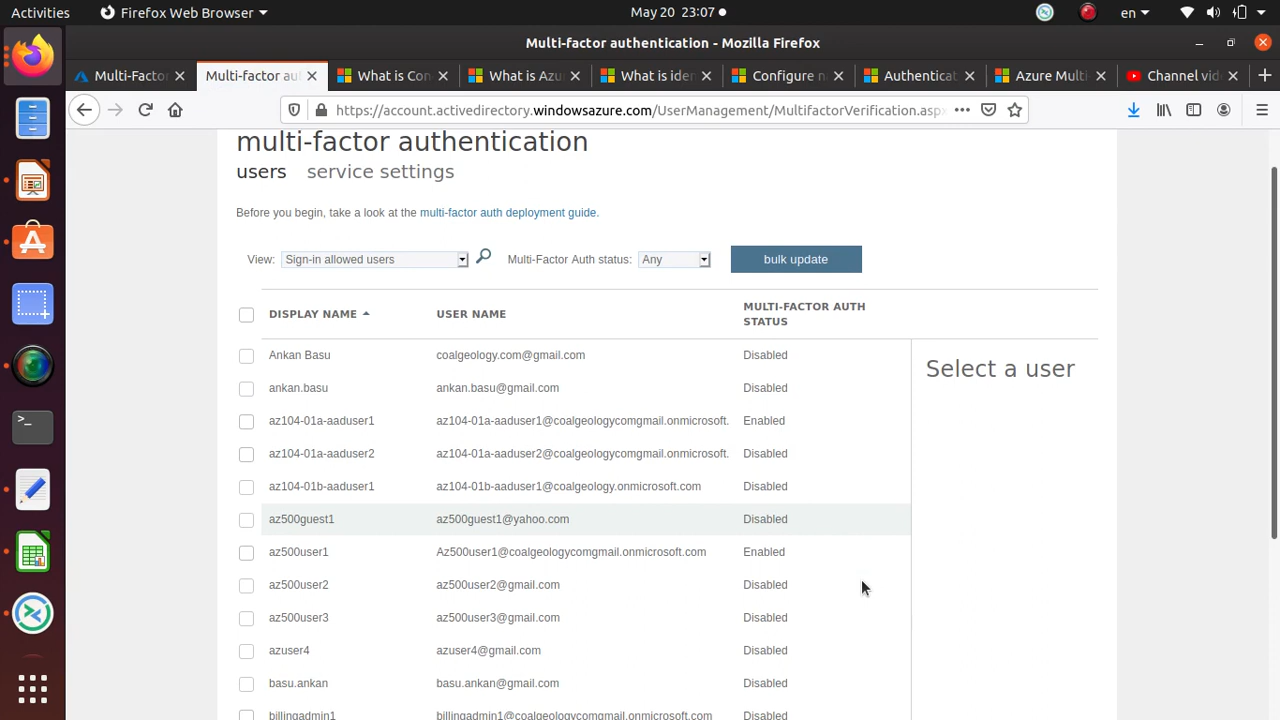 Activities Firefox Web Browser May 20 23:07 en
Multi-factor authentication - Mozilla Firefox
Multi-Factor Multi-factor au What is Con What is Azu What is iden Configure n Authenticat Azure Multi Channel vid
https://account.activedirectory.windowsazure.com/UserManagement/MultifactorVerification.aspx
multi-factor authentication
users service settings
Before you begin, take a look at the multi-factor auth deployment guide.
View: Sign-in allowed users Multi-Factor Auth status: Any bulk update
DISPLAY NAME USER NAME MULTI-FACTOR AUTH
STATUS
Ankan Basu coalgeology.com@gmail.com Disabled
Select a user
ankan.basu ankan.basu@gmail.com Disabled
az104-01a-aaduser1 az104-01a-aaduser1@coalgeologycomgmail.onmicrosoft. Enabled
az104-01a-aaduser2 az104-01a-aaduser2@coalgeologycomgmail.onmicrosoft. Disabled
az104-01b-aaduser1 az104-01b-aaduser1@coalgeology.onmicrosoft.com Disabled
az500guest1 az500guest1@yahoo.com Disabled
az500user1 Az500user1@coalgeologycomgmail.onmicrosoft.com Enabled
az500user2 az500user2@gmail.com Disabled
az500user3 az500user3@gmail.com Disabled
azuser4 azuser4@gmail.com Disabled
basu.ankan basu.ankan@gmail.com Disabled
billingadmin1 billingadmin1@coalgeologycomgmail.onmicrosoft.com Disabled